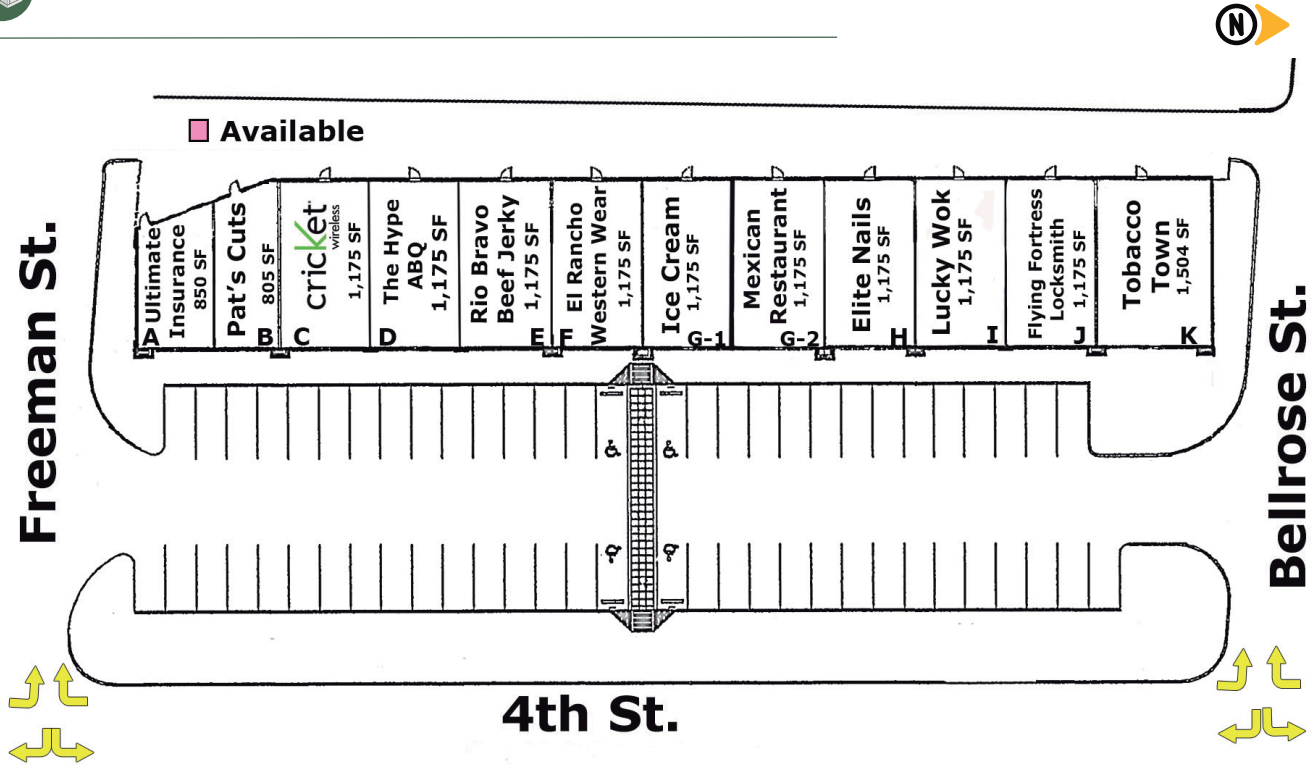 N
Available
Ultimate
Insurance
850 SF
A
Pat's Cuts
805 SF
B
cricket
wireless
1,175 SF
C
The Hype
ABQ
1,175 SF
D
Rio Bravo
Beef Jerky
1,175 SF
E
El Rancho
Western Wear
1,175 SF
F
Ice Cream
1,175 SF
G-1
Mexican
Restaurant
1,175 SF
G-2
Elite Nails
1,175 SF
H
Lucky Wok
1,175 SF
I
Flying Fortress
Locksmith
1,175 SF
J
Tobacco
Town
1,504 SF
K
Freeman St.
Bellrose St.
4th St.